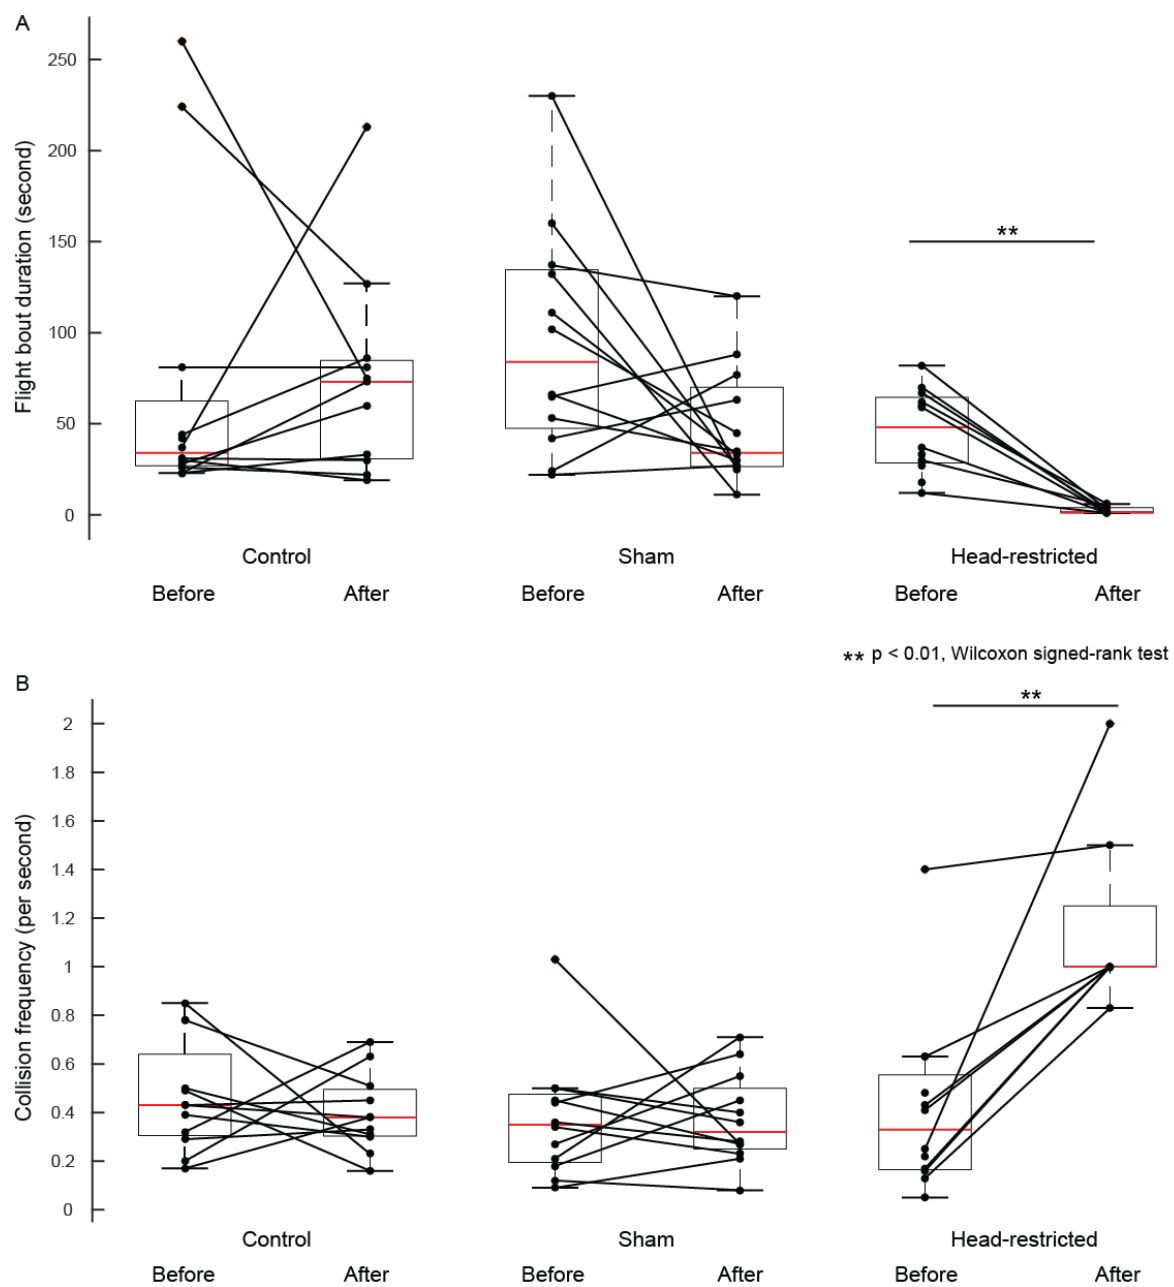 A
Flight bout duration (second)
250
200
150
100
50
0
**
Control
Sham
Head-restricted
Before
After
Before
After
Before
After
** p < 0.01, Wilcoxon signed-rank test
B
Collision frequency (per second)
2
1.8
1.6
1.4
1.2
1
0.8
0.6
0.4
0.2
0
**
Control
Sham
Head-restricted
Before
After
Before
After
Before
After